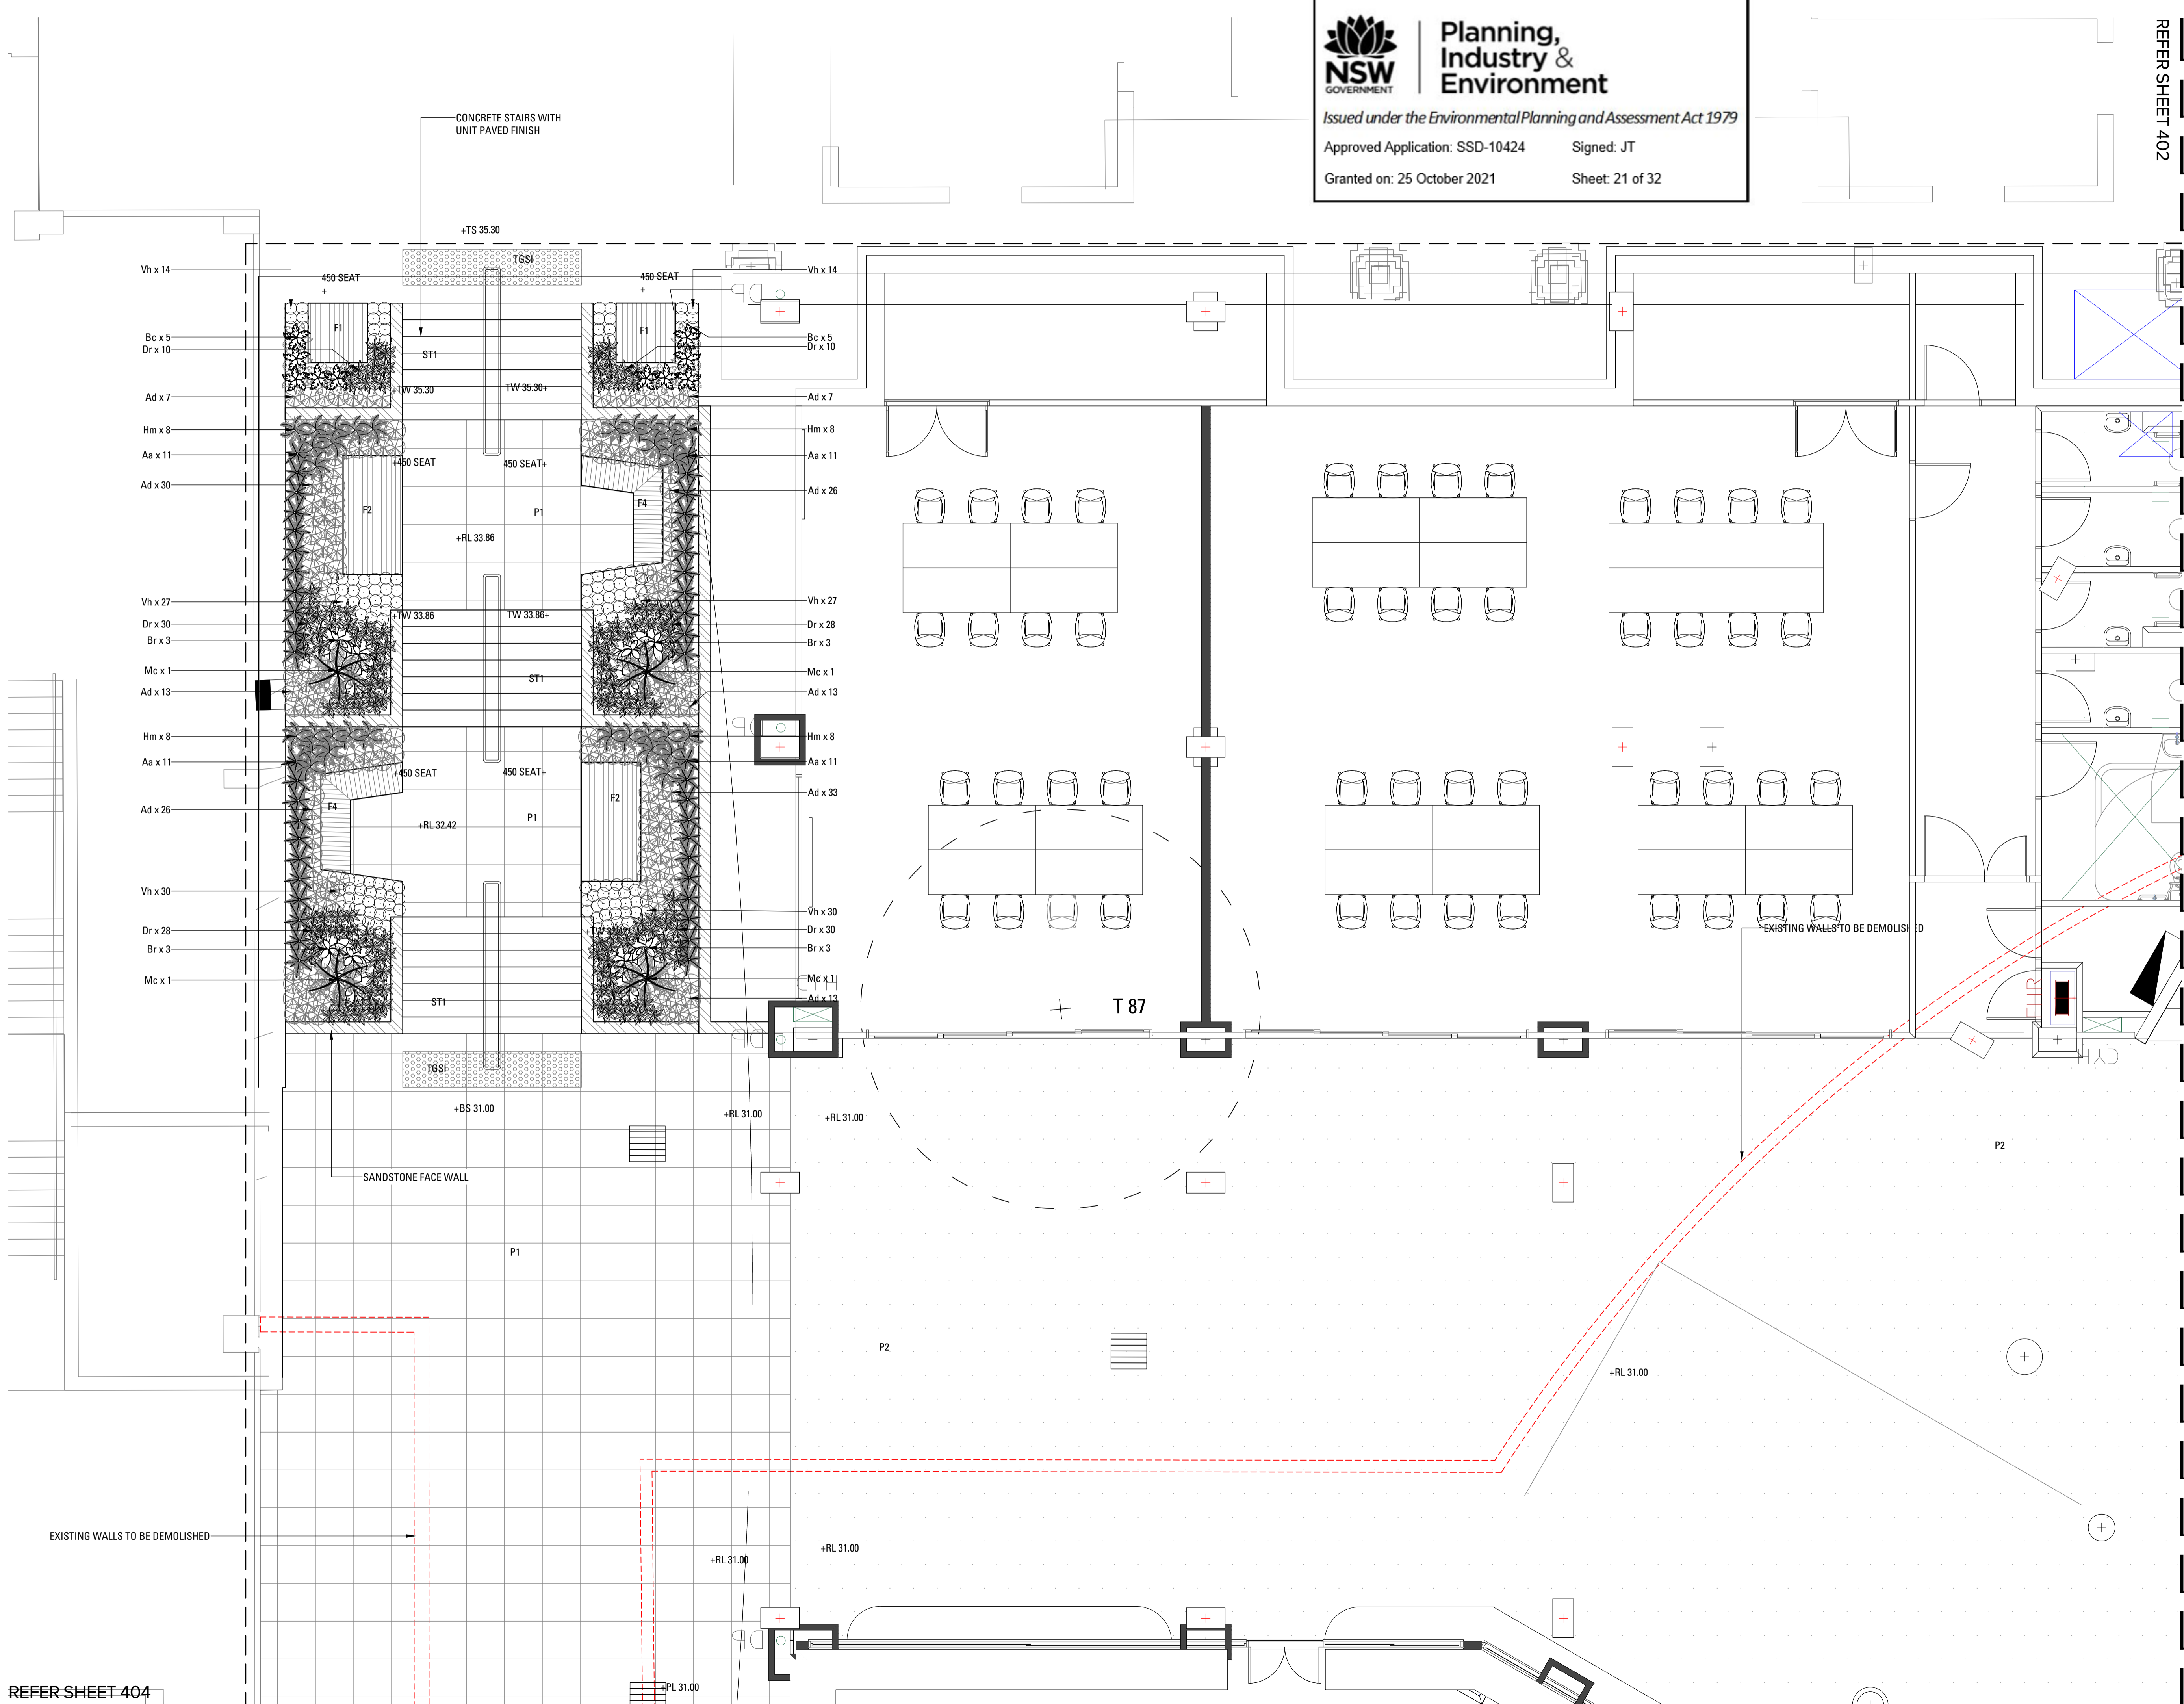 NSW
GOVERNMENT
Planning,
Industry &
Environment
Issued under the Environmental Planning and Assessment Act 1979
Approved Application: SSD-10424 Signed: JT
Granted on: 25 October 2021 Sheet: 21 of 32
REFER SHEET 402
CONCRETE STAIRS WITH
UNIT PAVED FINISH
+TS 35.30
TGSI
Vh x 14
450 SEAT
+
450 SEAT
+
Vh x 14
DP
F1
F1
Bc x 5
Dr x 10
Bc x 5
Dr x 10
ST1
+TW 35.30
TW 35.30+
Ad x 7
Ad x 7
Hm x 8
Hm x 8
Aa x 11
Aa x 11
+450 SEAT
450 SEAT+
Ad x 30
Ad x 26
F2
F4
P1
+RL 33.86
Vh x 27
Vh x 27
+TW 33.86
TW 33.86+
Dr x 30
Dr x 28
Br x 3
Br x 3
Mc x 1
Mc x 1
ST1
Ad x 13
Ad x 13
DP
Hm x 8
Hm x 8
Aa x 11
Aa x 11
+450 SEAT
450 SEAT+
Ad x 33
F4
F2
Ad x 26
P1
+RL 32.42
Vh x 30
Vh x 30
Dr x 28
Dr x 30
Br x 3
Br x 3
Mc x 1
Mc x 1
EXISTING WALLS TO BE DEMOLISHED
ST1
Ad x 13
T 87
FHR
DP
HYD
TGSI
+BS 31.00
+RL 31.00
+RL 31.00
P2
SANDSTONE FACE WALL
P1
P2
+RL 31.00
EXISTING WALLS TO BE DEMOLISHED
+RL 31.00
+RL 31.00
DP
+PL 31.00
REFER SHEET 404